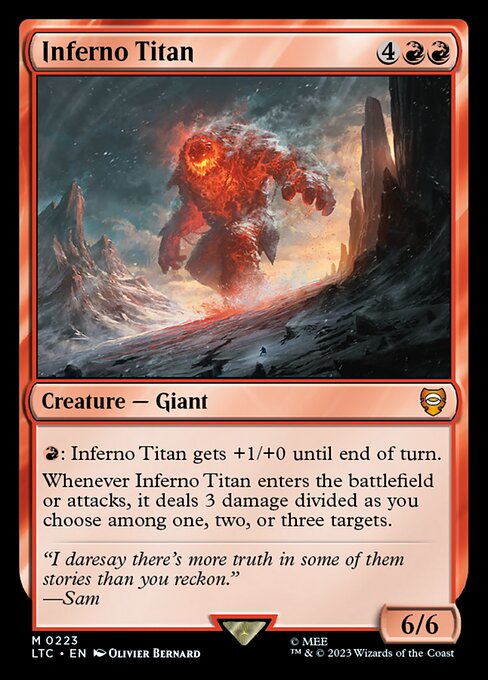 Inferno Titan 4
Creature — Giant
: Inferno Titan gets +1/+0 until end of turn.
Whenever Inferno Titan enters the battlefield
or attacks, it deals 3 damage divided as you
choose among one, two, or three targets.
"I daresay there's more truth in some of them
stories than you reckon."
—Sam
6/6
M 0223
LTC • EN Olivier Bernard
© MEE
™ & © 2023 Wizards of the Coast